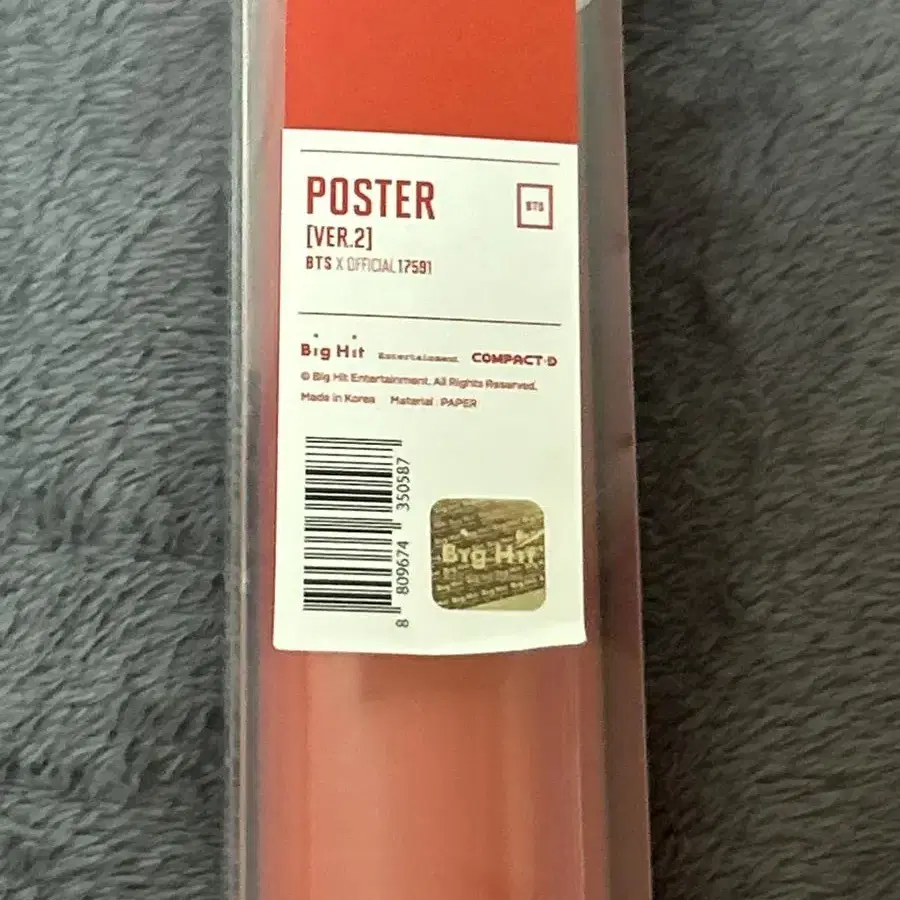 POSTER
BTS
[VER.2]
BTS X OFFICIAL 17591
Big Hit Entertainment COMPACT·D
© Big Hit Entertainment. All Rights Reserved.
Made in Korea Material : PAPER
8 809674 350587
Big Hit